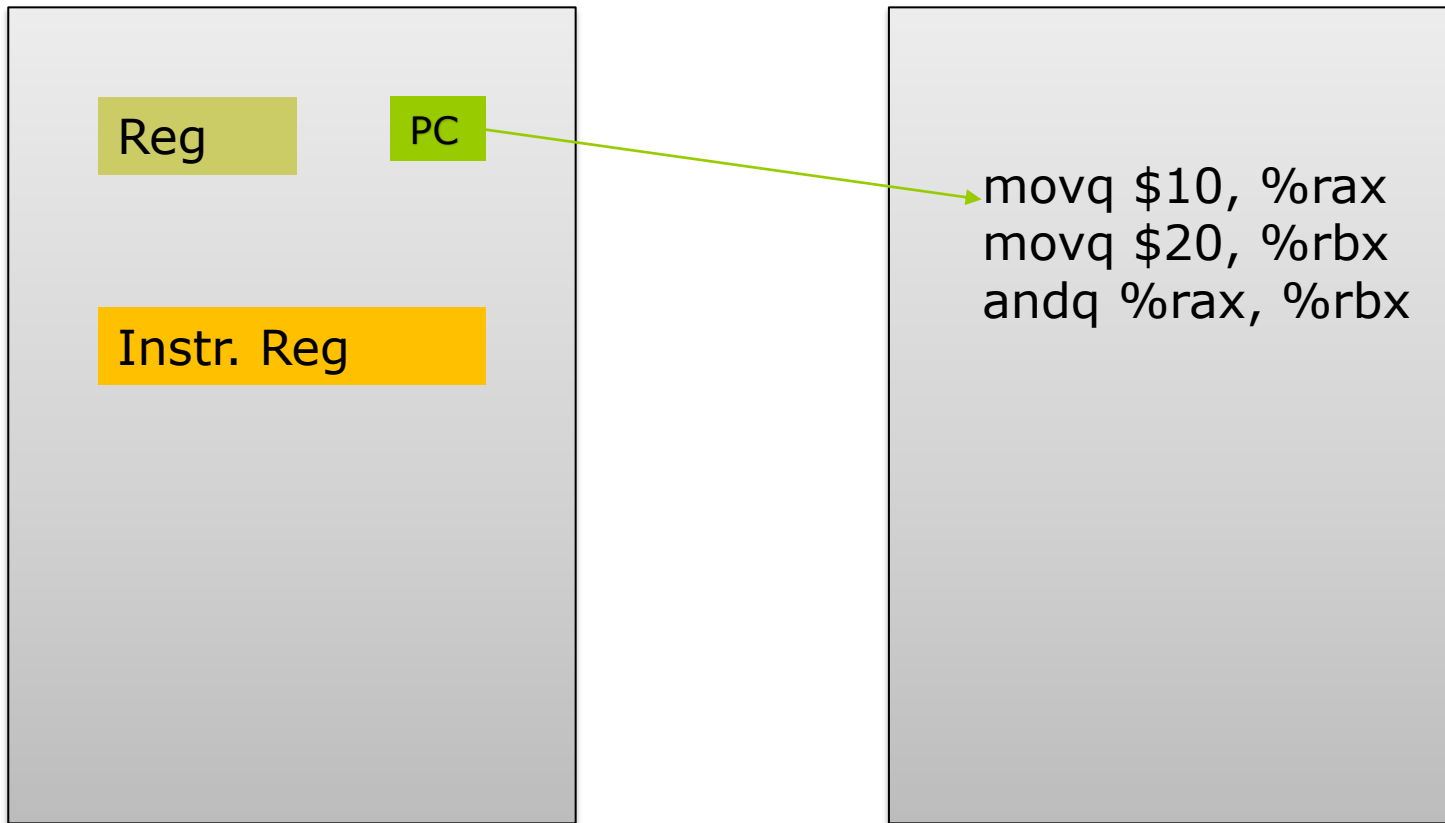 Reg
PC
Instr. Reg
movq $10, %rax
movq $20, %rbx
andq %rax, %rbx